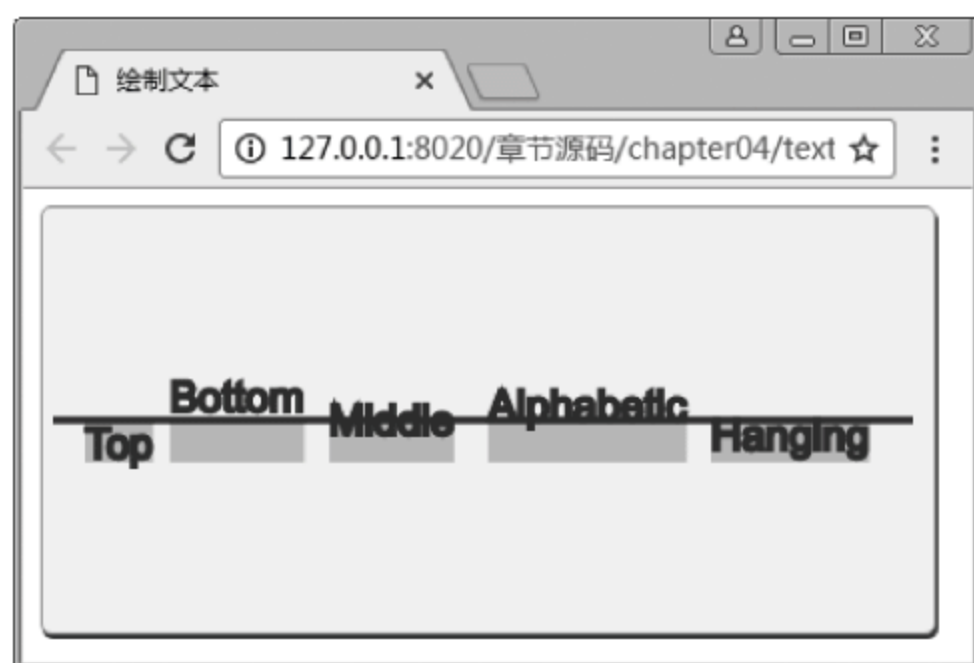 绘制文本
127.0.0.1:8020/章节源码/chapter04/text
Top Bottom Middle Alphabetic Hanging